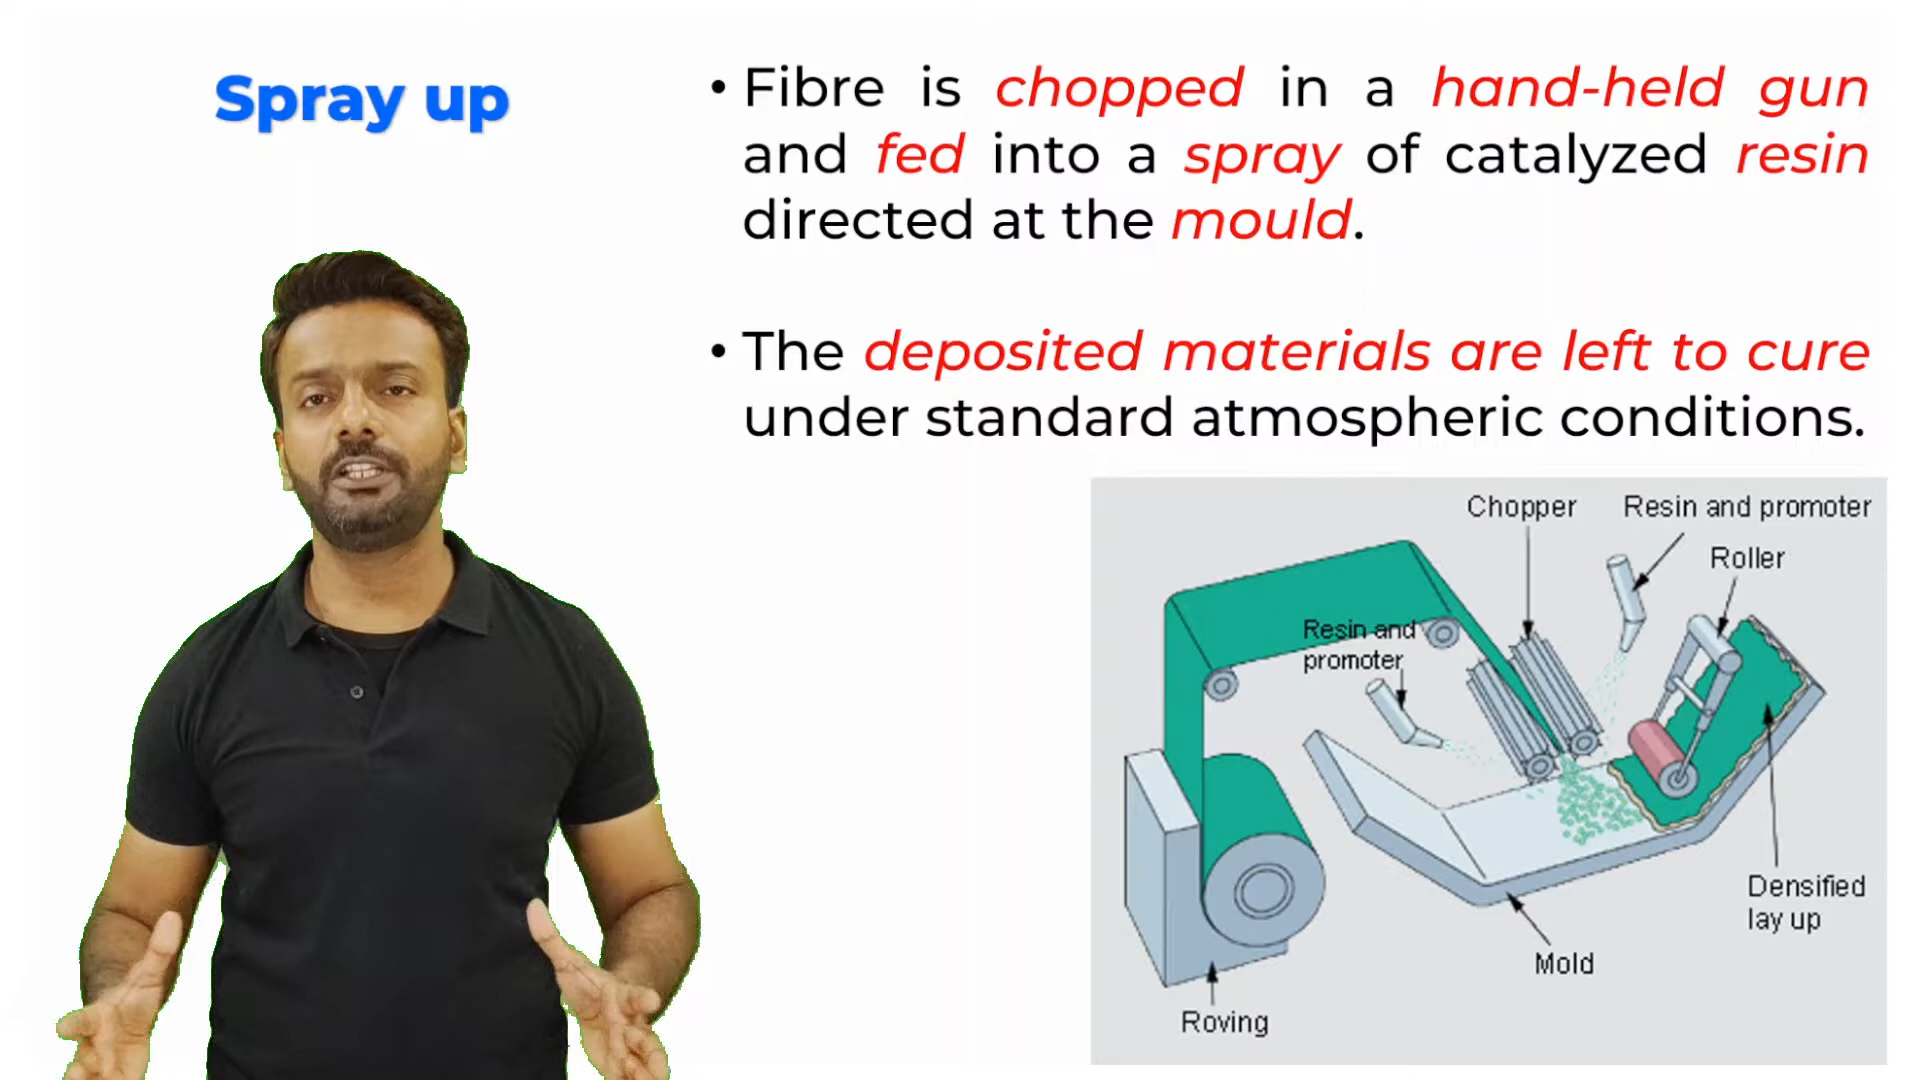 Spray up
• Fibre is chopped in a hand-held gun
and fed into a spray of catalyzed resin
directed at the mould.
• The deposited materials are left to cure
under standard atmospheric conditions.
Chopper
Resin and promoter
Roller
Resin and
promoter
Densified
lay up
Mold
Roving